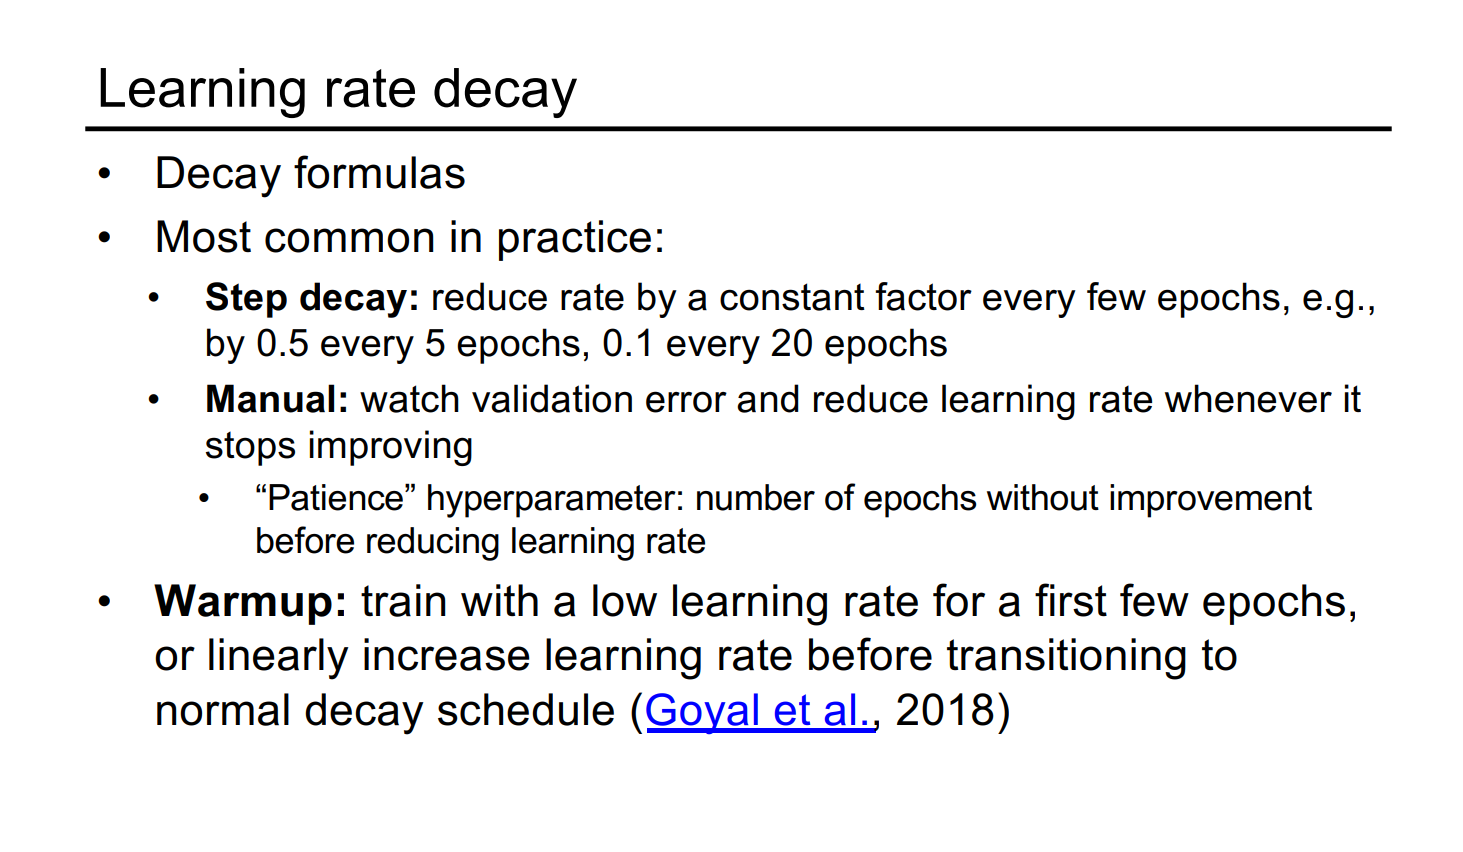 Learning rate decay
• Decay formulas
• Most common in practice:
• Step decay: reduce rate by a constant factor every few epochs, e.g.,
by 0.5 every 5 epochs, 0.1 every 20 epochs
• Manual: watch validation error and reduce learning rate whenever it
stops improving
• “Patience” hyperparameter: number of epochs without improvement
before reducing learning rate
• Warmup: train with a low learning rate for a first few epochs,
or linearly increase learning rate before transitioning to
normal decay schedule (Goyal et al., 2018)